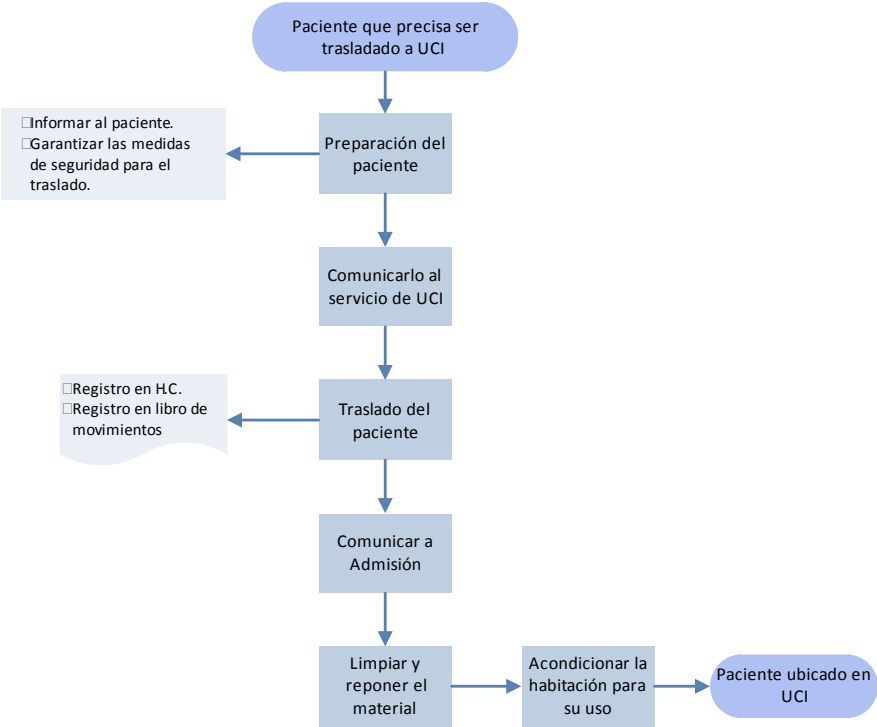 Paciente que precisa ser
trasladado a UCI
□Informar al paciente.
□Garantizar las medidas
de seguridad para el
traslado.
Preparación del
paciente
Comunicarlo al
servicio de UCI
□Registro en H.C.
□Registro en libro de
movimientos
Traslado del
paciente
Comunicar a
Admisión
Limpiar y
reponer el
material
Acondicionar la
habitación para
su uso
Paciente ubicado en
UCI